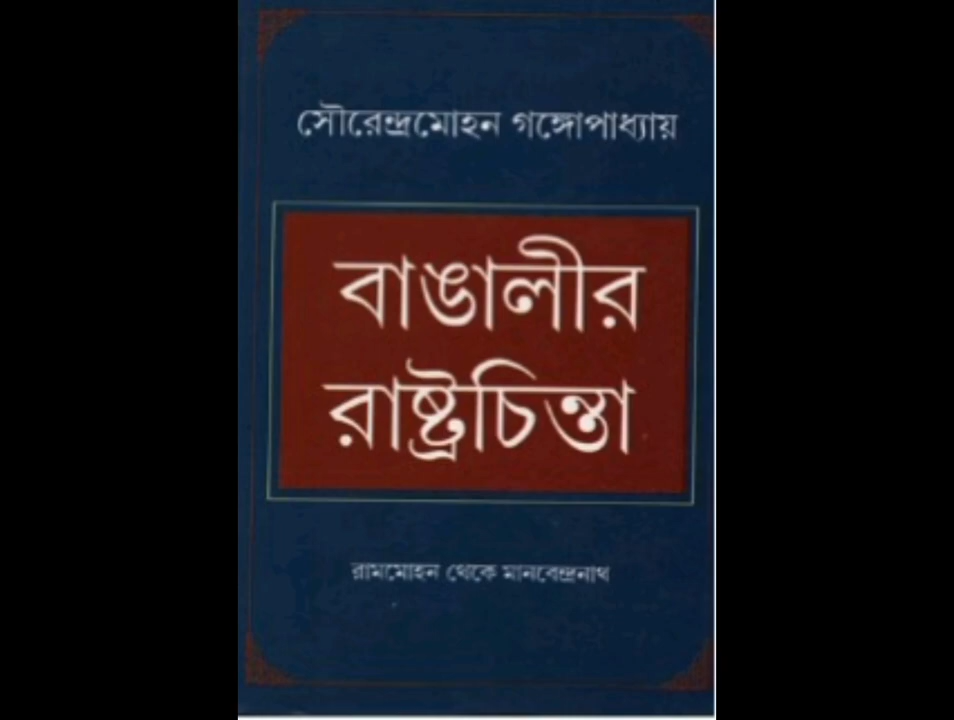 সৌরেন্দ্রমোহন গঙ্গোপাধ্যায়
বাঙালীর
রাষ্ট্রচিন্তা
রামমোহন থেকে মানবেন্দ্রনাথ